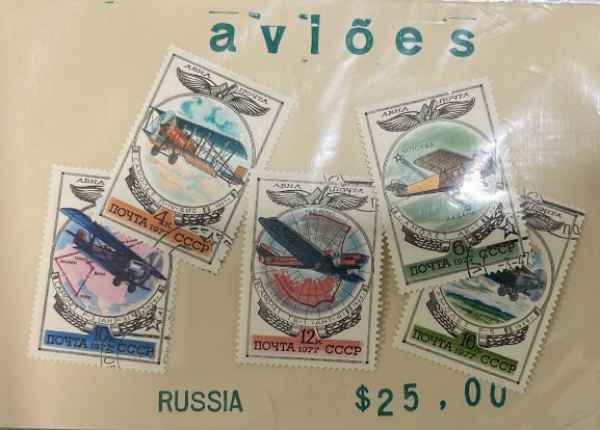 aviões
АВИА ПОЧТА
4к
ПОЧТА 1977 СССР
АВИА ПОЧТА
МОСКВА
КАЗАНЬ
6к
ПОЧТА 1977 СССР
АВИА ПОЧТА
10к
ПОЧТА 1977 СССР
АВИА ПОЧТА
12к
ПОЧТА 1977 СССР
16к
ПОЧТА 1977 СССР
RUSSIA
$25,00